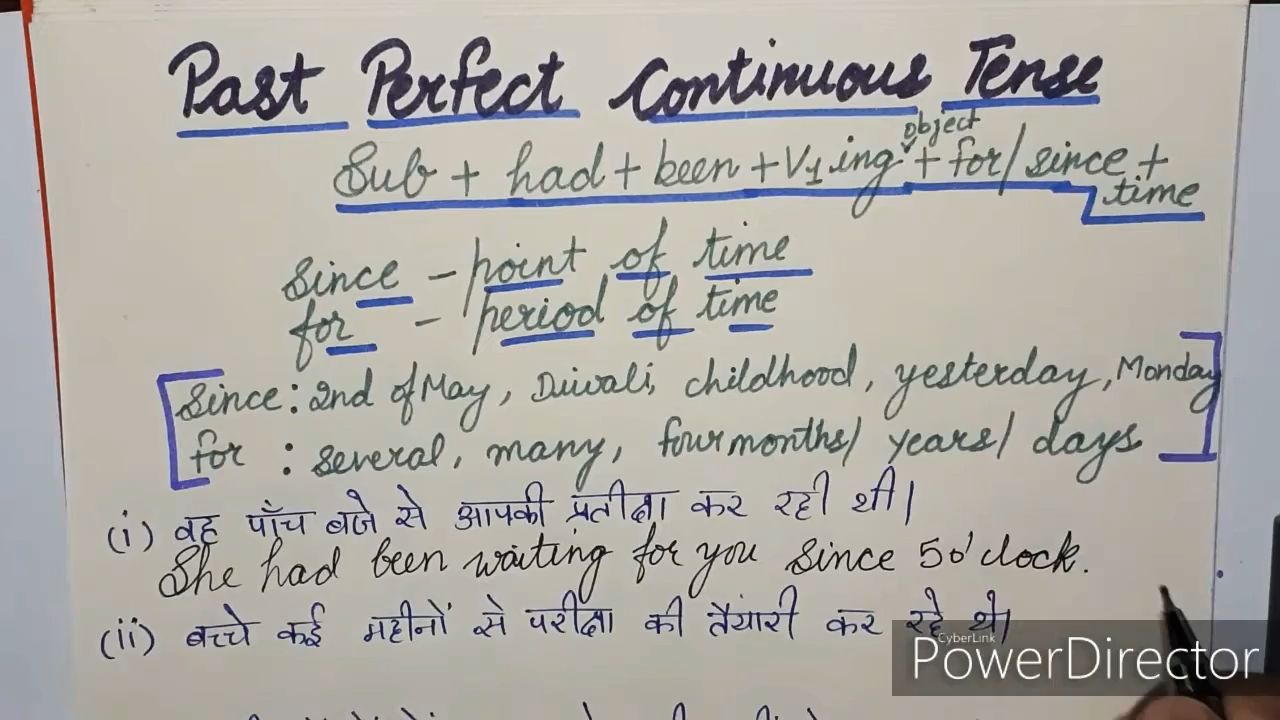 Past Perfect Continuous Tense
object
Sub + had + been + V1 ing + for/ since +
time
Since - point of time
for - period of time
Since: 2nd of May, Diwali, childhood, yesterday, Monday
for : several, many, four months/ years/ days
(i) वह पाँच बजे से आपकी प्रतीक्षा कर रही थी।
She had been waiting for you since 5 o'clock.
(ii) बच्चे कई महीनों से परीक्षा की तैयारी कर रहे थे।
CyberLink
PowerDirector